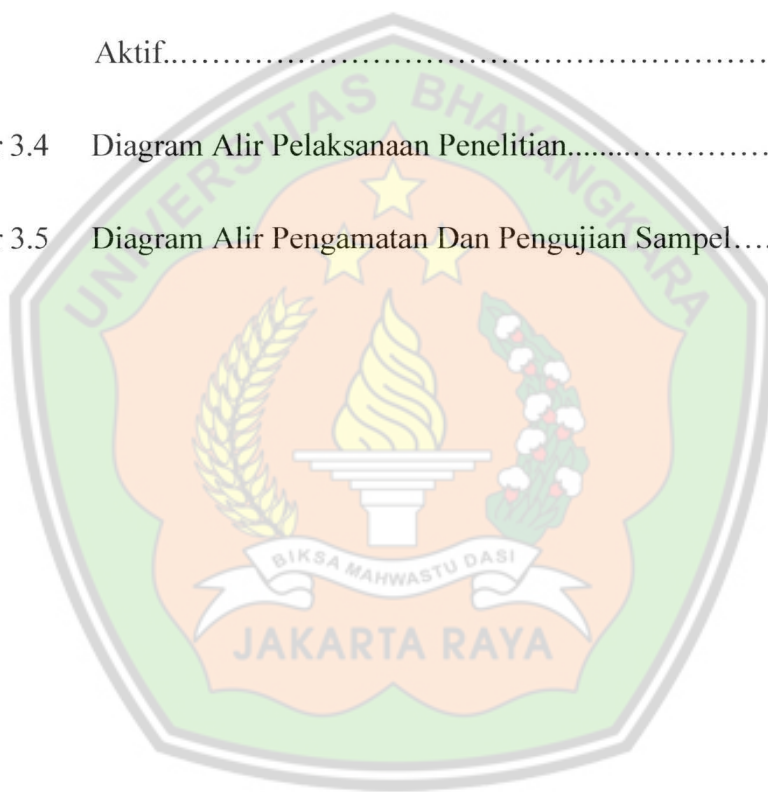 Aktif.............................................................
r 3.4 Diagram Alir Pelaksanaan Penelitian..........................
r 3.5 Diagram Alir Pengamatan Dan Pengujian Sampel....
UNIVERSITAS BHAYANGKARA
BIKSA MAHWASTU DASI
JAKARTA RAYA